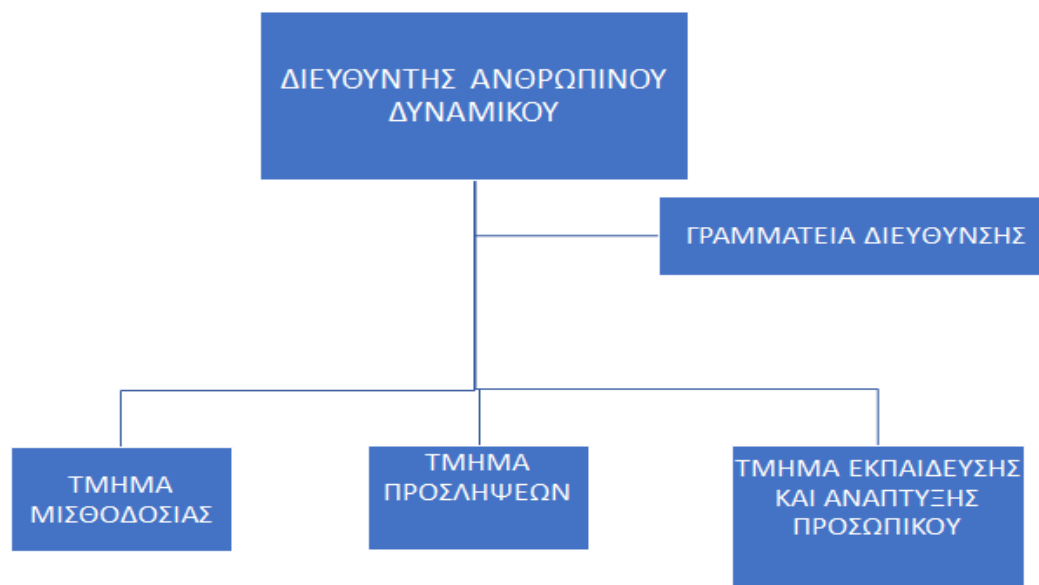 ΔΙΕΥΘΥΝΤΗΣ ΑΝΘΡΩΠΙΝΟΥ
ΔΥΝΑΜΙΚΟΥ
ΓΡΑΜΜΑΤΕΙΑ ΔΙΕΥΘΥΝΣΗΣ
ΤΜΗΜΑ
ΜΙΣΘΟΔΟΣΙΑΣ
ΤΜΗΜΑ
ΠΡΟΣΛΗΨΕΩΝ
ΤΜΗΜΑ ΕΚΠΑΙΔΕΥΣΗΣ
ΚΑΙ ΑΝΑΠΤΥΞΗΣ
ΠΡΟΣΩΠΙΚΟΥ